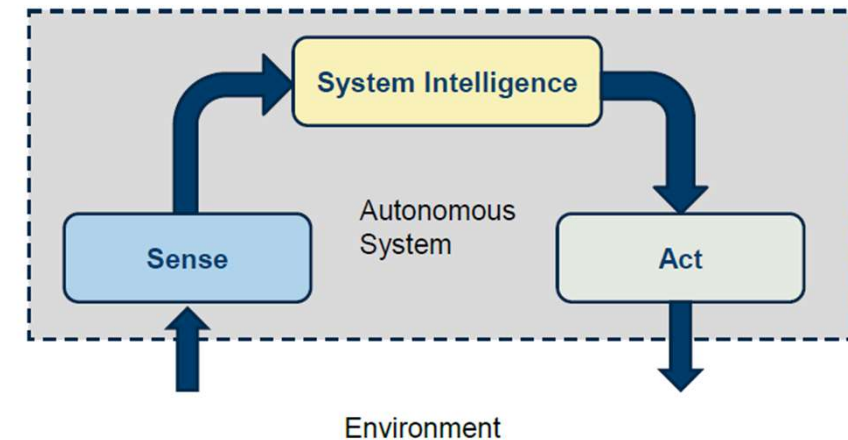 System Intelligence
Autonomous
System
Sense
Act
Environment